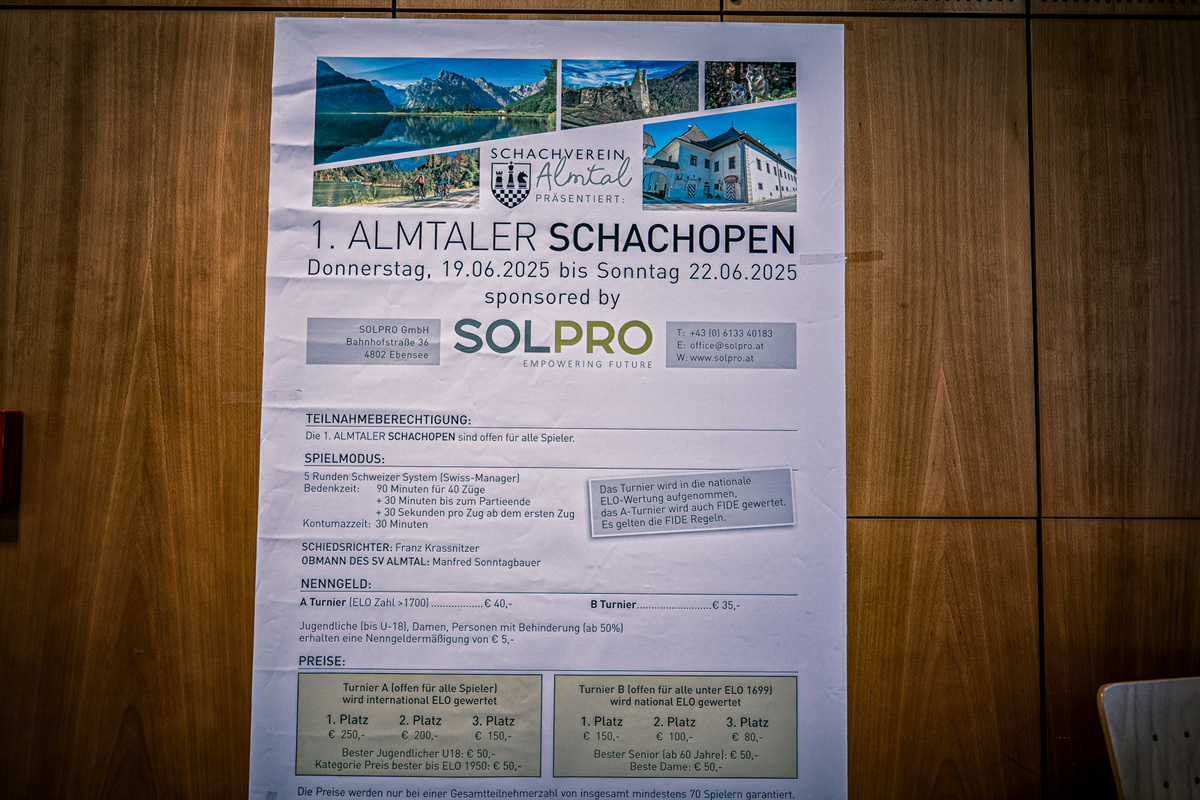 SCHACHVEREIN
Almtal
PRÄSENTIERT:
1. ALMTALER SCHACHOPEN
Donnerstag, 19.06.2025 bis Sonntag 22.06.2025
sponsored by
SOLPRO GmbH
Bahnhofstraße 36
4802 Ebensee
SOLPRO
EMPOWERING FUTURE
T: +43 (0) 6133 40183
E: office@solpro.at
W: www.solpro.at
TEILNAHMEBERECHTIGUNG:
Die 1. ALMTALER SCHACHOPEN sind offen für alle Spieler.
SPIELMODUS:
5 Runden Schweizer System (Swiss-Manager)
Bedenkzeit: 90 Minuten für 40 Züge
+ 30 Minuten bis zum Partieende
+ 30 Sekunden pro Zug ab dem ersten Zug
Kontumazzeit: 30 Minuten
Das Turnier wird in die nationale
ELO-Wertung aufgenommen,
das A-Turnier wird auch FIDE gewertet.
Es gelten die FIDE Regeln.
SCHIEDSRICHTER: Franz Krassnitzer
OBMANN DES SV ALMTAL: Manfred Sonntagbauer
NENNGELD:
A Turnier (ELO Zahl >1700) ................. € 40,-
B Turnier......................... € 35,-
Jugendliche (bis U-18), Damen, Personen mit Behinderung (ab 50%)
erhalten eine Nenngeldermäßigung von € 5,-
PREISE:
Turnier A (offen für alle Spieler)
wird international ELO gewertet
1. Platz 2. Platz 3. Platz
€ 250,- € 200,- € 150,-
Bester Jugendlicher U18: € 50,-
Kategorie Preis bester bis ELO 1950: € 50,-
Turnier B (offen für alle unter ELO 1699)
wird national ELO gewertet
1. Platz 2. Platz 3. Platz
€ 150,- € 100,- € 80,-
Bester Senior (ab 60 Jahre): € 50,-
Beste Dame: € 50,-
Die Preise werden nur bei einer Gesamtteilnehmerzahl von insgesamt mindestens 70 Spielern garantiert.